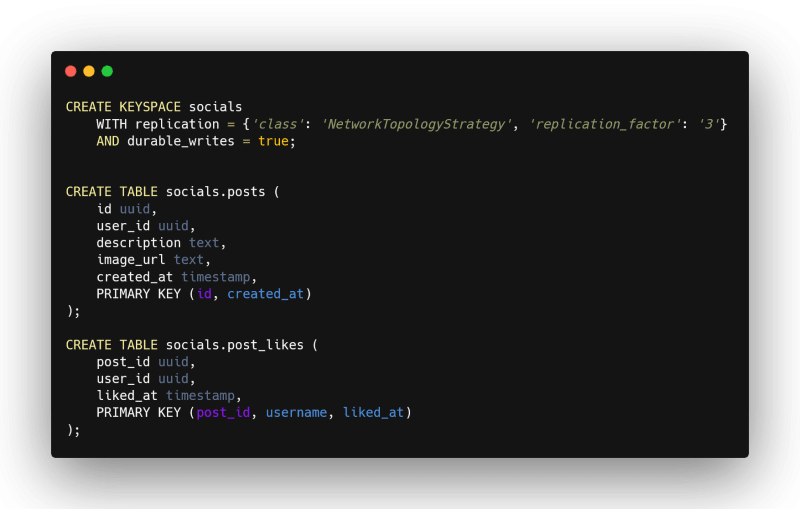 CREATE KEYSPACE socials
WITH replication = {'class': 'NetworkTopologyStrategy', 'replication_factor': '3'}
AND durable_writes = true;
CREATE TABLE socials.posts (
id uuid,
user_id uuid,
description text,
image_url text,
created_at timestamp,
PRIMARY KEY (id, created_at)
);
CREATE TABLE socials.post_likes (
post_id uuid,
user_id uuid,
liked_at timestamp,
PRIMARY KEY (post_id, username, liked_at)
);